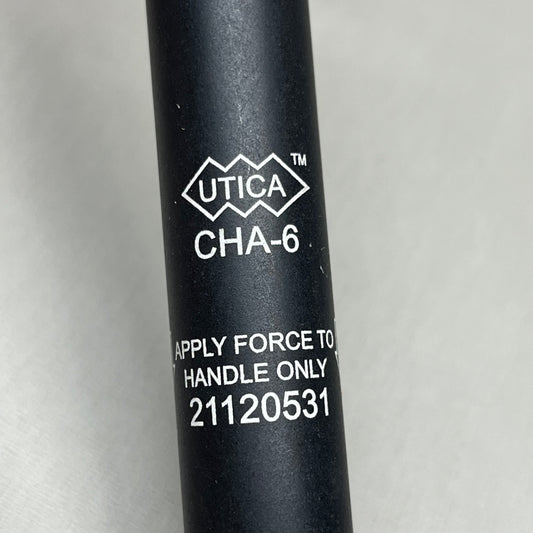 UTICA™
CHA-6
APPLY FORCE TO
HANDLE ONLY
21120531